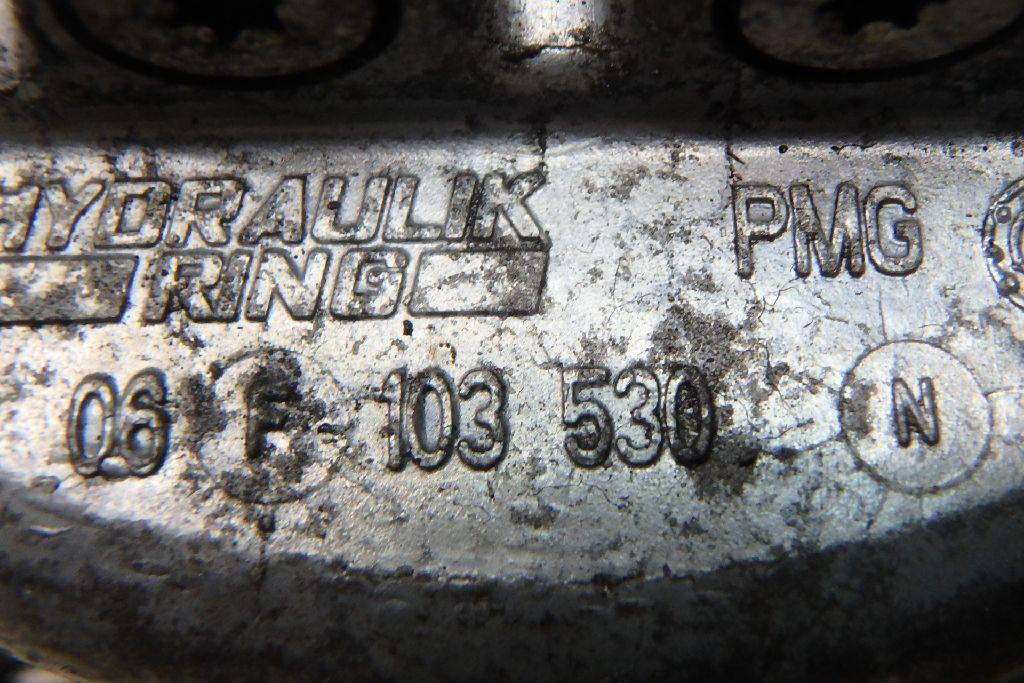 HYDRAULIK
RING
PMG
06 F 103 530 N